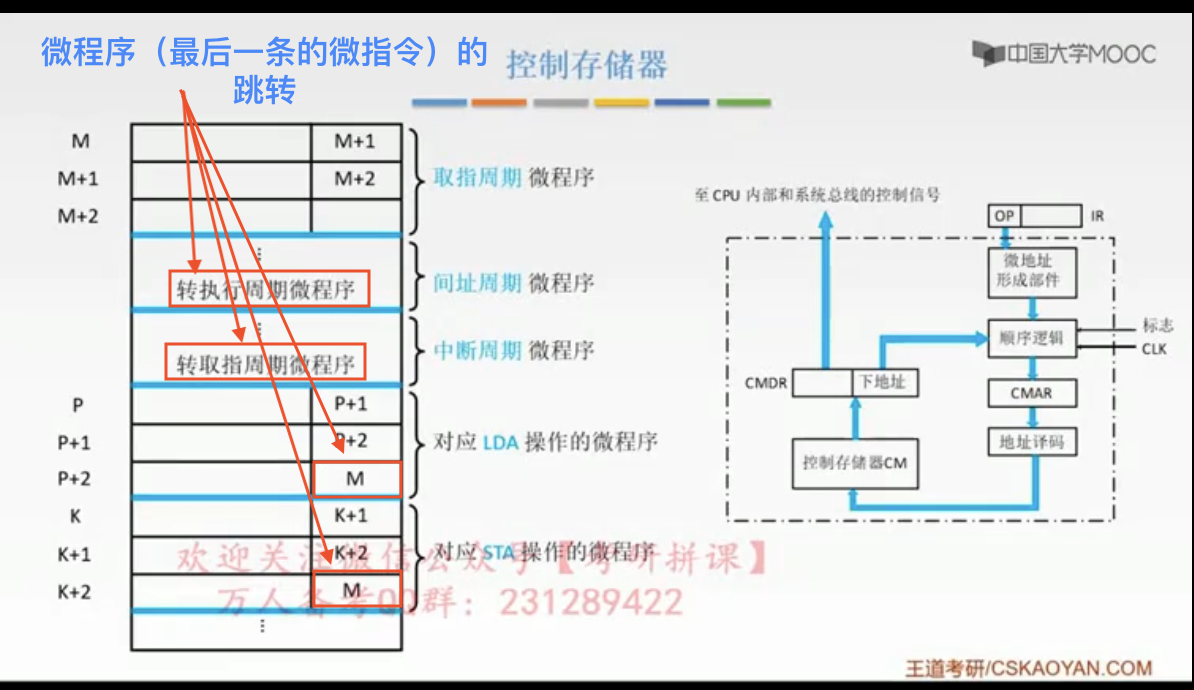 微程序（最后一条的微指令）的
跳转
控制存储器
中国大学MOOC
M
M+1
M+1
M+2
M+2
取指周期 微程序
⋮
转执行周期微程序
间址周期 微程序
⋮
转取指周期微程序
中断周期 微程序
P
P+1
P+1
P+2
P+2
M
对应 LDA 操作的微程序
K
K+1
K+1
K+2
K+2
M
对应 STA 操作的微程序
⋮
至 CPU 内部和系统总线的控制信号
OP
IR
微地址
形成部件
顺序逻辑
标志
CLK
CMDR
下地址
CMAR
控制存储器CM
地址译码
欢迎关注微信公众号【考研拼课】
万人备考QQ群：231289422
王道考研/CSKAOYAN.COM